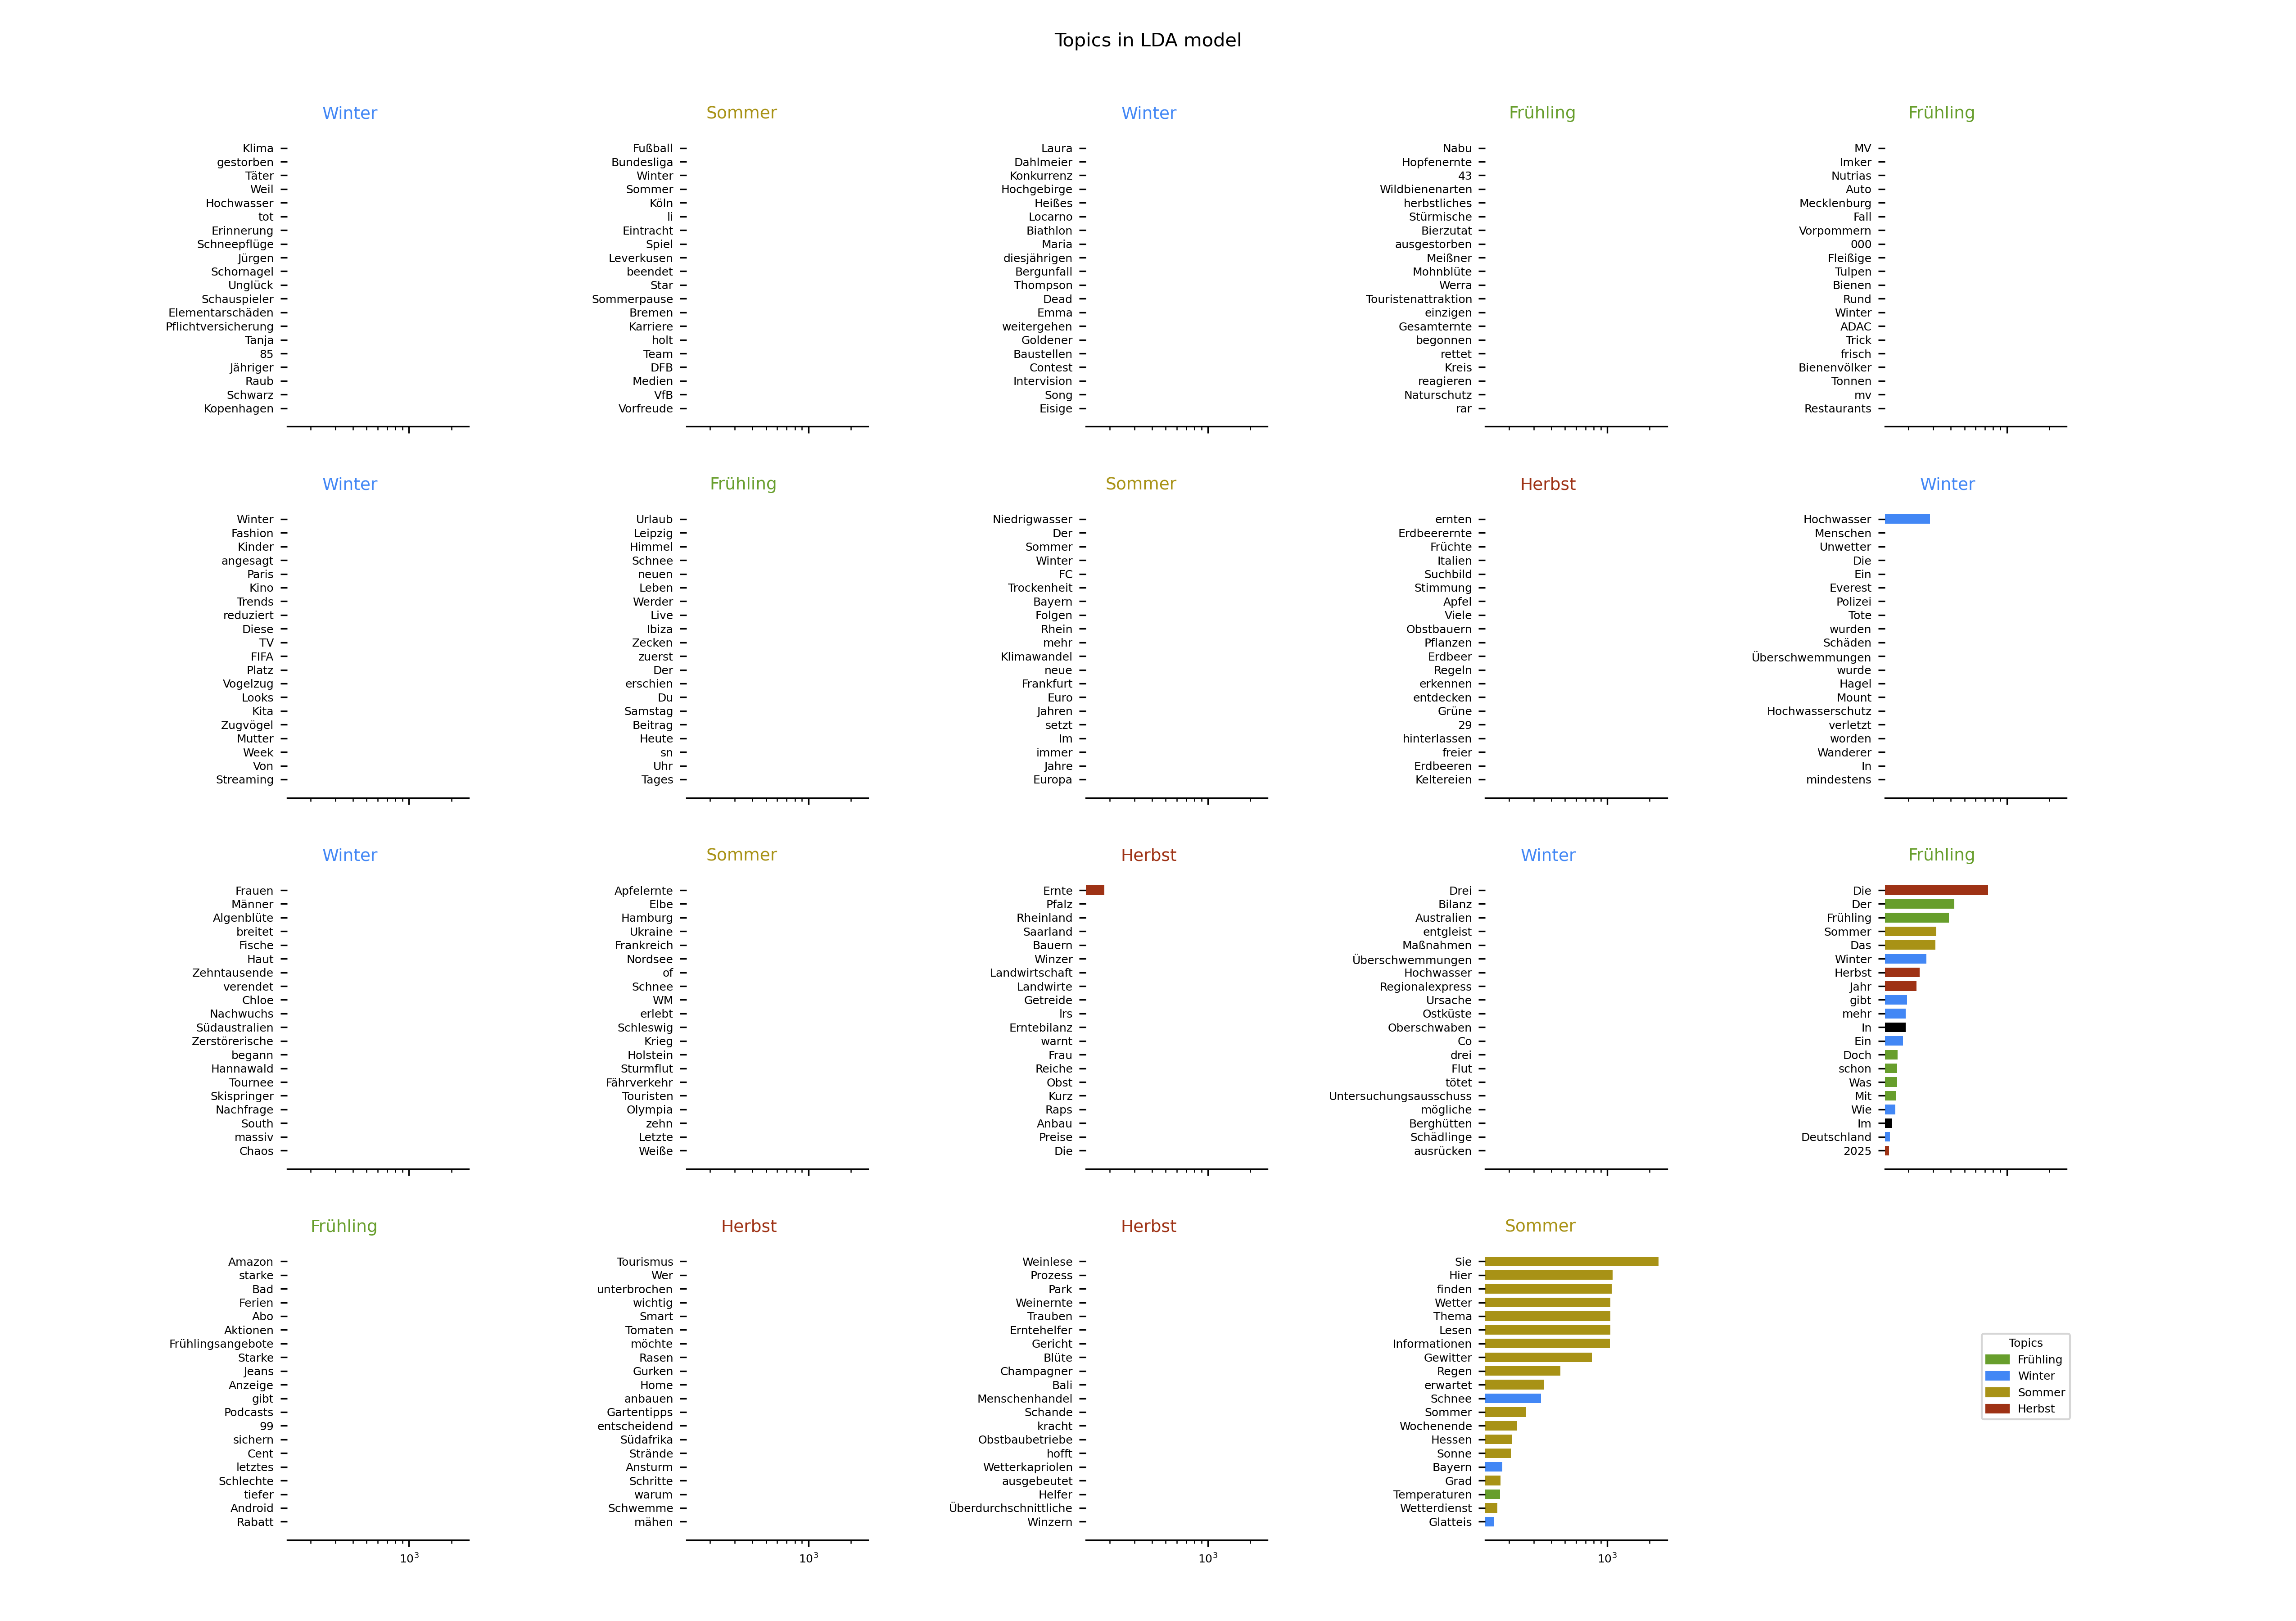 Topics in LDA model
Winter
Klima
gestorben
Täter
Weil
Hochwasser
tot
Erinnerung
Schneepflüge
Jürgen
Schornagel
Unglück
Schauspieler
Elementarschäden
Pflichtversicherung
Tanja
85
Jähriger
Raub
Schwarz
Kopenhagen
Sommer
Fußball
Bundesliga
Winter
Sommer
Köln
li
Eintracht
Spiel
Leverkusen
beendet
Star
Sommerpause
Bremen
Karriere
holt
Team
DFB
Medien
VfB
Vorfreude
Winter
Laura
Dahlmeier
Konkurrenz
Hochgebirge
Heißes
Locarno
Biathlon
Maria
diesjährigen
Bergunfall
Thompson
Dead
Emma
weitergehen
Goldener
Baustellen
Contest
Intervision
Song
Eisige
Frühling
Nabu
Hopfenernte
43
Wildbienenarten
herbstliches
Stürmische
Bierzutat
ausgestorben
Meißner
Mohnblüte
Werra
Touristenattraktion
einzigen
Gesamternte
begonnen
rettet
Kreis
reagieren
Naturschutz
rar
Frühling
MV
Imker
Nutrias
Auto
Mecklenburg
Fall
Vorpommern
000
Fleißige
Tulpen
Bienen
Rund
Winter
ADAC
Trick
frisch
Bienenvölker
Tonnen
mv
Restaurants
Winter
Winter
Fashion
Kinder
angesagt
Paris
Kino
Trends
reduziert
Diese
TV
FIFA
Platz
Vogelzug
Looks
Kita
Zugvögel
Mutter
Week
Von
Streaming
Frühling
Urlaub
Leipzig
Himmel
Schnee
neuen
Leben
Werder
Live
Ibiza
Zecken
zuerst
Der
erschien
Du
Samstag
Beitrag
Heute
sn
Uhr
Tages
Sommer
Niedrigwasser
Der
Sommer
Winter
FC
Trockenheit
Bayern
Folgen
Rhein
mehr
Klimawandel
neue
Frankfurt
Euro
Jahren
setzt
Im
immer
Jahre
Europa
Herbst
ernten
Erdbeerernte
Früchte
Italien
Suchbild
Stimmung
Apfel
Viele
Obstbauern
Pflanzen
Erdbeer
Regeln
erkennen
entdecken
Grüne
29
hinterlassen
freier
Erdbeeren
Keltereien
Winter
Hochwasser
Menschen
Unwetter
Die
Ein
Everest
Polizei
Tote
wurden
Schäden
Überschwemmungen
wurde
Hagel
Mount
Hochwasserschutz
verletzt
worden
Wanderer
In
mindestens
Winter
Frauen
Männer
Algenblüte
breitet
Fische
Haut
Zehntausende
verendet
Chloe
Nachwuchs
Südaustralien
Zerstörerische
begann
Hannawald
Tournee
Skispringer
Nachfrage
South
massiv
Chaos
Sommer
Apfelernte
Elbe
Hamburg
Ukraine
Frankreich
Nordsee
of
Schnee
WM
erlebt
Schleswig
Krieg
Holstein
Sturmflut
Fährverkehr
Touristen
Olympia
zehn
Letzte
Weiße
Herbst
Ernte
Pfalz
Rheinland
Saarland
Bauern
Winzer
Landwirtschaft
Landwirte
Getreide
lrs
Erntebilanz
warnt
Frau
Reiche
Obst
Kurz
Raps
Anbau
Preise
Die
Winter
Drei
Bilanz
Australien
entgleist
Maßnahmen
Überschwemmungen
Hochwasser
Regionalexpress
Ursache
Ostküste
Oberschwaben
Co
drei
Flut
tötet
Untersuchungsausschuss
mögliche
Berghütten
Schädlinge
ausrücken
Frühling
Die
Der
Frühling
Sommer
Das
Winter
Herbst
Jahr
gibt
mehr
In
Ein
Doch
schon
Was
Mit
Wie
Im
Deutschland
2025
Frühling
Amazon
starke
Bad
Ferien
Abo
Aktionen
Frühlingsangebote
Starke
Jeans
Anzeige
gibt
Podcasts
99
sichern
Cent
letztes
Schlechte
tiefer
Android
Rabatt
10³
Herbst
Tourismus
Wer
unterbrochen
wichtig
Smart
Tomaten
möchte
Rasen
Gurken
Home
anbauen
Gartentipps
entscheidend
Südafrika
Strände
Ansturm
Schritte
warum
Schwemme
mähen
10³
Herbst
Weinlese
Prozess
Park
Weinernte
Trauben
Erntehelfer
Gericht
Blüte
Champagner
Bali
Menschenhandel
Schande
kracht
Obstbaubetriebe
hofft
Wetterkapriolen
ausgebeutet
Helfer
Überdurchschnittliche
Winzern
10³
Sommer
Sie
Hier
finden
Wetter
Thema
Lesen
Informationen
Gewitter
Regen
erwartet
Schnee
Sommer
Wochenende
Hessen
Sonne
Bayern
Grad
Temperaturen
Wetterdienst
Glatteis
10³
Topics
Frühling
Winter
Sommer
Herbst